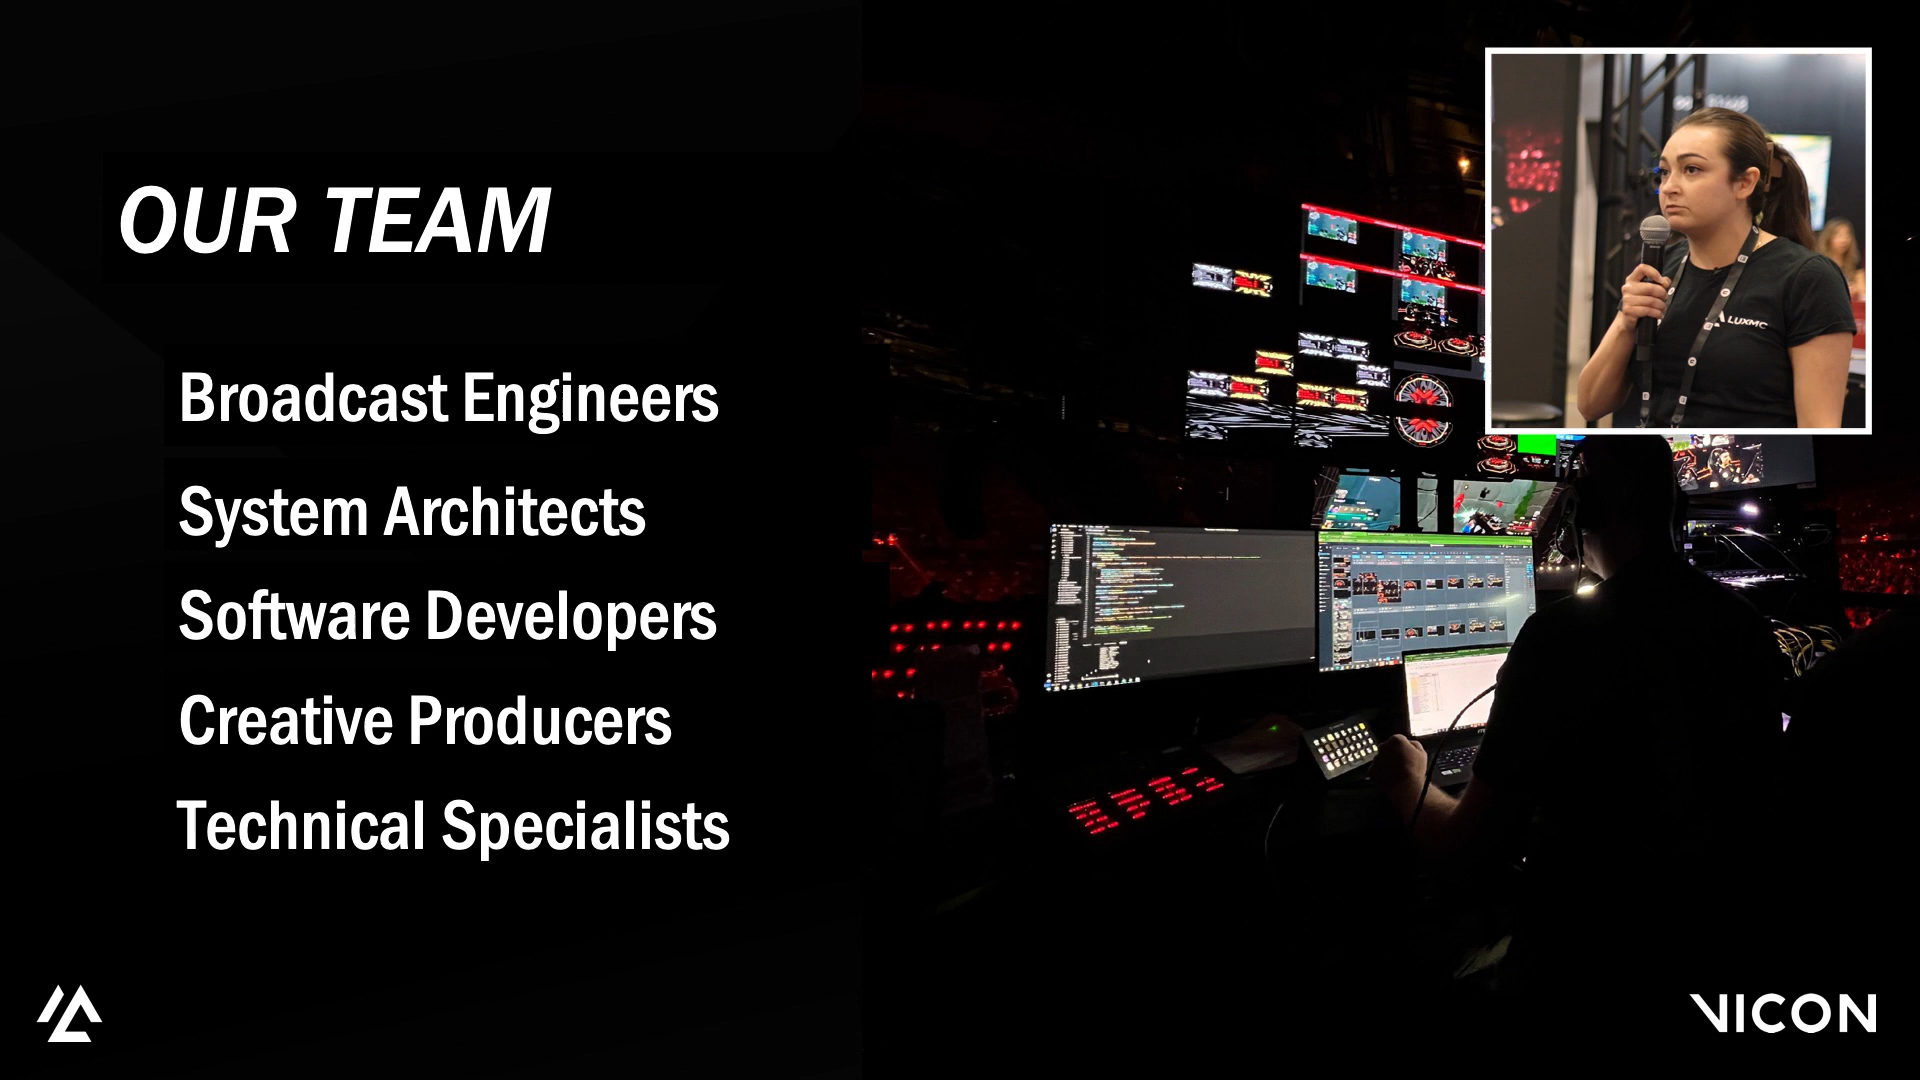 OUR TEAM
Broadcast Engineers
System Architects
Software Developers
Creative Producers
Technical Specialists
LUXMC
VICON